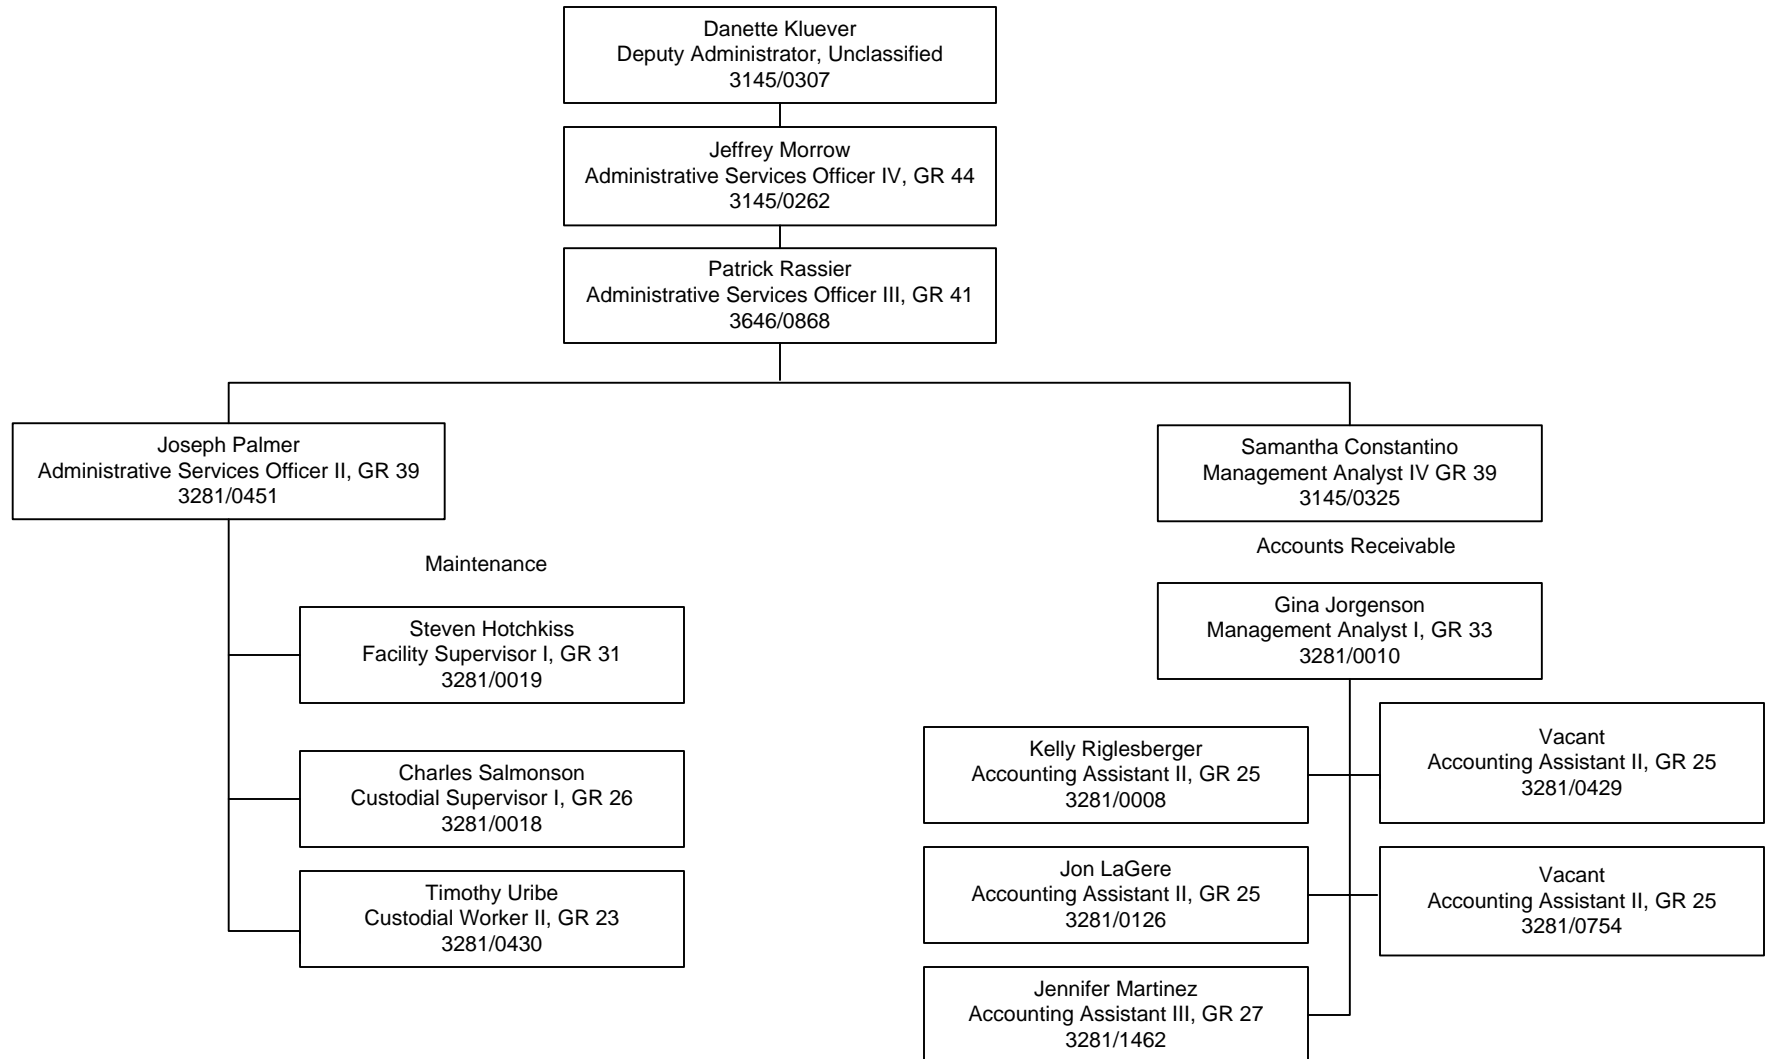 Danette Kluever
Deputy Administrator, Unclassified
3145/0307
Jeffrey Morrow
Administrative Services Officer IV, GR 44
3145/0262
Patrick Rassier
Administrative Services Officer III, GR 41
3646/0868
Joseph Palmer
Administrative Services Officer II, GR 39
3281/0451
Maintenance
Steven Hotchkiss
Facility Supervisor I, GR 31
3281/0019
Charles Salmonson
Custodial Supervisor I, GR 26
3281/0018
Timothy Uribe
Custodial Worker II, GR 23
3281/0430
Samantha Constantino
Management Analyst IV GR 39
3145/0325
Accounts Receivable
Gina Jorgenson
Management Analyst I, GR 33
3281/0010
Kelly Riglesberger
Accounting Assistant II, GR 25
3281/0008
Vacant
Accounting Assistant II, GR 25
3281/0429
Jon LaGere
Accounting Assistant II, GR 25
3281/0126
Vacant
Accounting Assistant II, GR 25
3281/0754
Jennifer Martinez
Accounting Assistant III, GR 27
3281/1462